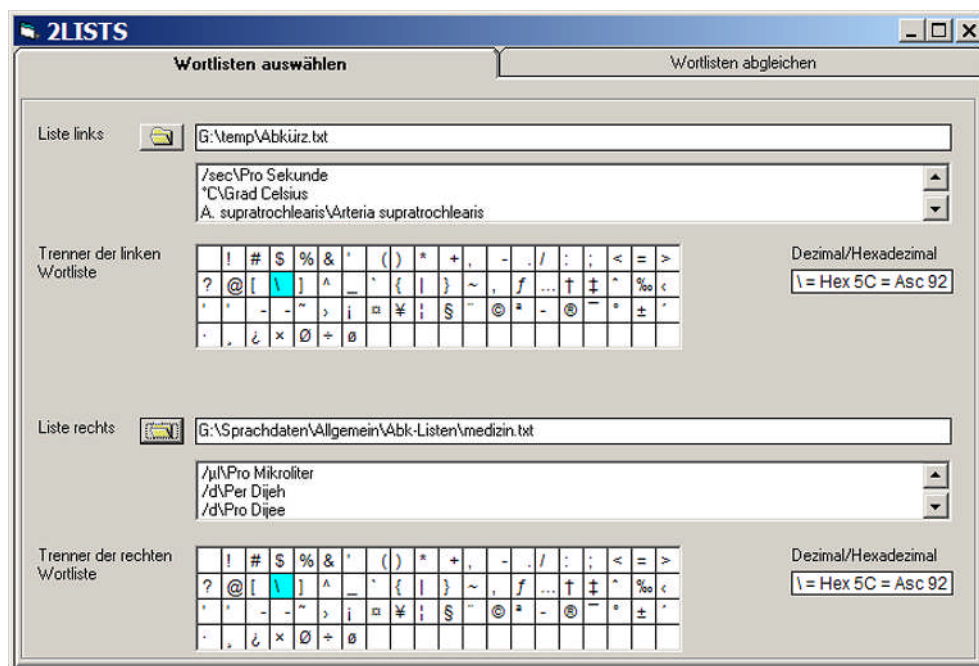 2LISTS
Wortlisten auswählen Wortlisten abgleichen
Liste links G:\temp\Abkürz.txt
/sec\Pro Sekunde
°C\Grad Celsius
A. supratrochlearis\Arteria supratrochlearis
Trenner der linken Wortliste
! # $ % & ' ( ) * + , - . / : ; < = >
? @ [ \ ] ^ _ ` { | } ~ ‚ ƒ … † ‡ ˆ ‰ ‹
' ' - - ˜ › ¡ ¤ ¥ ¦ § ¨ © ª - ® ¯ ° ± ´
· ¸ ¿ × Ø ÷ ø
Dezimal/Hexadezimal
\ = Hex 5C = Asc 92
Liste rechts G:\Sprachdaten\Allgemein\Abk-Listen\medizin.txt
/µl\Pro Mikroliter
/d\Per Dijeh
/d\Pro Dijee
Trenner der rechten Wortliste
! # $ % & ' ( ) * + , - . / : ; < = >
? @ [ \ ] ^ _ ` { | } ~ ‚ ƒ … † ‡ ˆ ‰ ‹
' ' - - ˜ › ¡ ¤ ¥ ¦ § ¨ © ª - ® ¯ ° ± ´
· ¸ ¿ × Ø ÷ ø
Dezimal/Hexadezimal
\ = Hex 5C = Asc 92